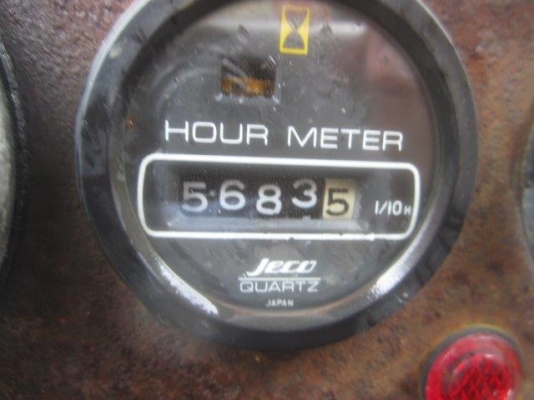 HOUR METER
56835 1/10H
Jeco
QUARTZ
JAPAN